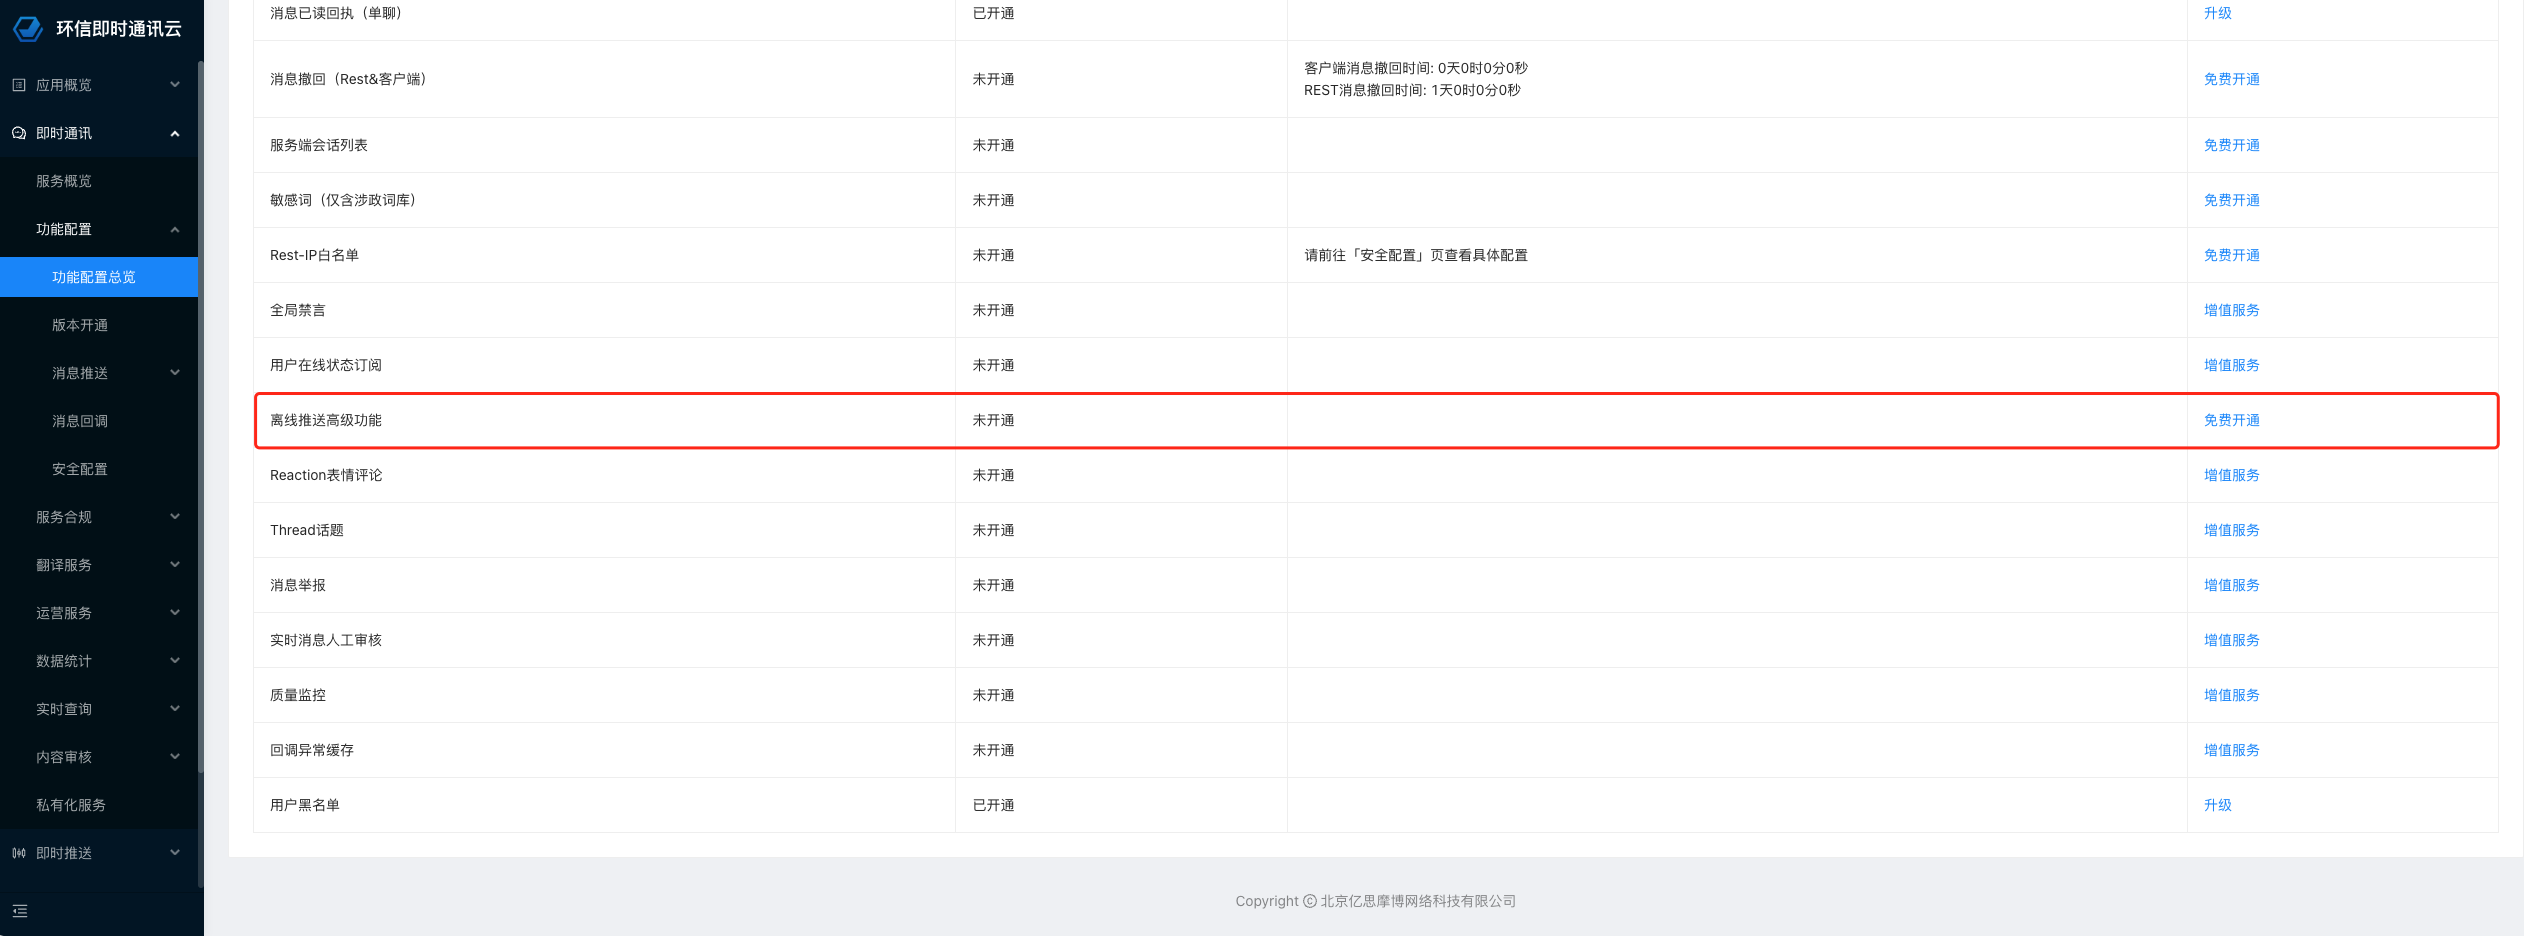 环信即时通讯云
应用概览
即时通讯
服务概览
功能配置
功能配置总览
版本开通
消息推送
消息回调
安全配置
服务合规
翻译服务
运营服务
数据统计
实时查询
内容审核
私有化服务
即时推送
消息已读回执（单聊） 已开通 升级
消息撤回（Rest&客户端） 未开通 客户端消息撤回时间: 0天0时0分0秒 免费开通
REST消息撤回时间: 1天0时0分0秒
服务端会话列表 未开通 免费开通
敏感词（仅含涉政词库） 未开通 免费开通
Rest-IP白名单 未开通 请前往「安全配置」页查看具体配置 免费开通
全局禁言 未开通 增值服务
用户在线状态订阅 未开通 增值服务
离线推送高级功能 未开通 免费开通
Reaction表情评论 未开通 增值服务
Thread话题 未开通 增值服务
消息举报 未开通 增值服务
实时消息人工审核 未开通 增值服务
质量监控 未开通 增值服务
回调异常缓存 未开通 增值服务
用户黑名单 已开通 升级
Copyright © 北京亿思摩博网络科技有限公司